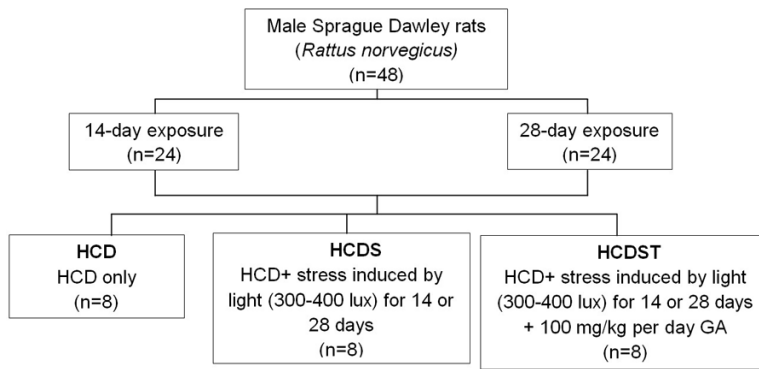 Male Sprague Dawley rats
(Rattus norvegicus)
(n=48)
14-day exposure
(n=24)
28-day exposure
(n=24)
HCD
HCD only
(n=8)
HCDS
HCD+ stress induced by
light (300-400 lux) for 14 or
28 days
(n=8)
HCDST
HCD+ stress induced by light
(300-400 lux) for 14 or 28 days
+ 100 mg/kg per day GA
(n=8)